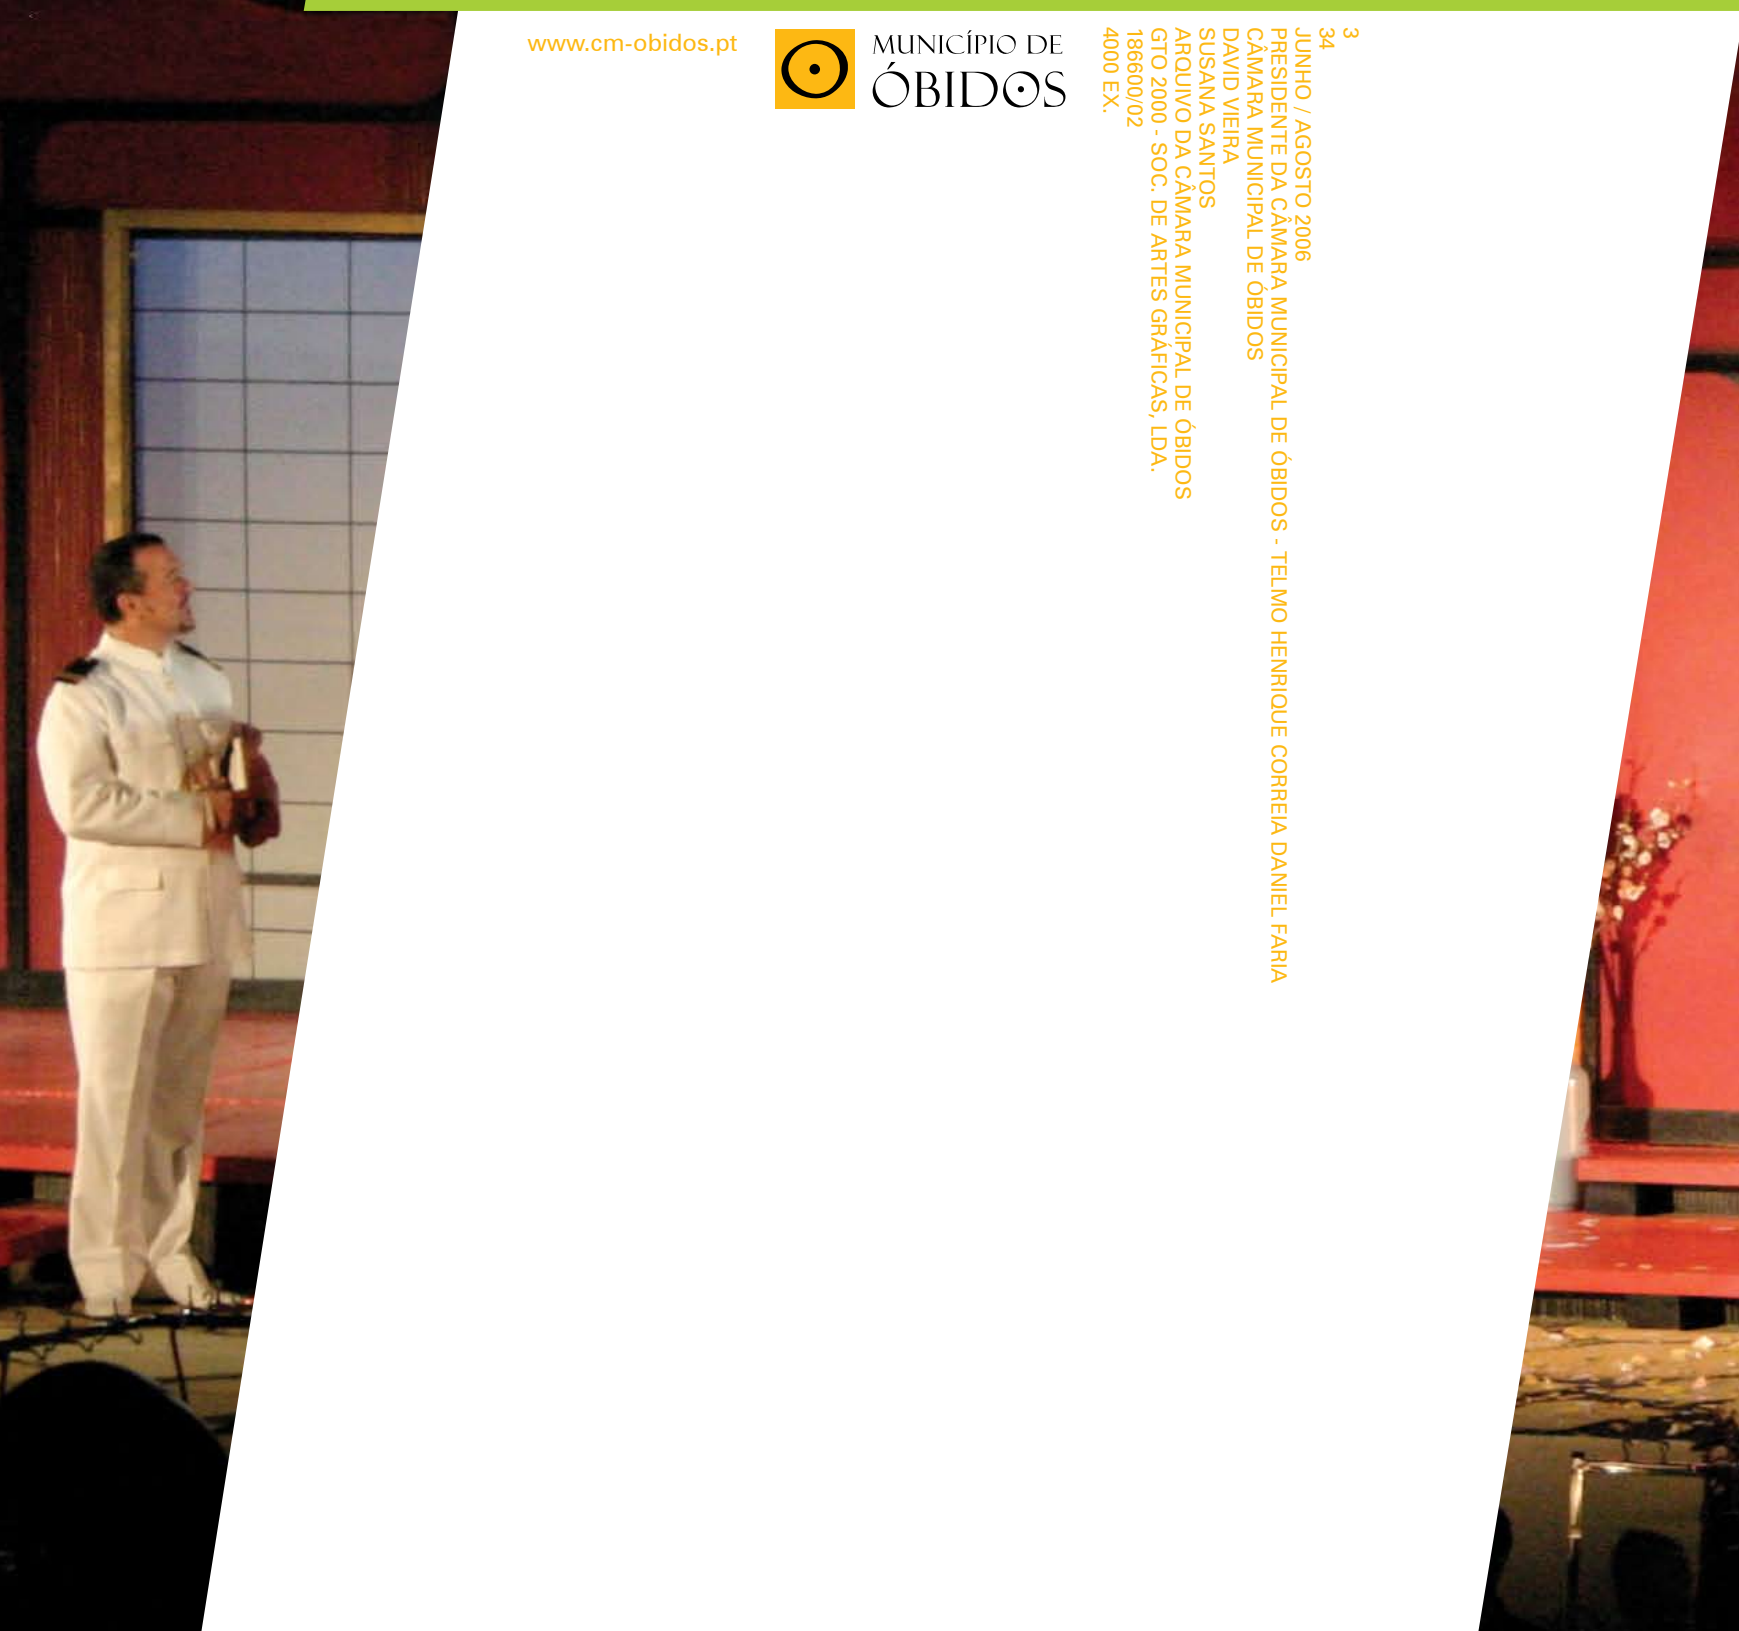 www.cm-obidos.pt
MUNICÍPIO DE
ÓBIDOS
3
34
JUNHO / AGOSTO 2006
PRESIDENTE DA CÂMARA MUNICIPAL DE ÓBIDOS - TELMO HENRIQUE CORREIA DANIEL FARIA
CÂMARA MUNICIPAL DE ÓBIDOS
DAVID VIEIRA
SUSANA SANTOS
ARQUIVO DA CÂMARA MUNICIPAL DE ÓBIDOS
GTO 2000 - SOC. DE ARTES GRÁFICAS, LDA.
186600/02
4000 EX.